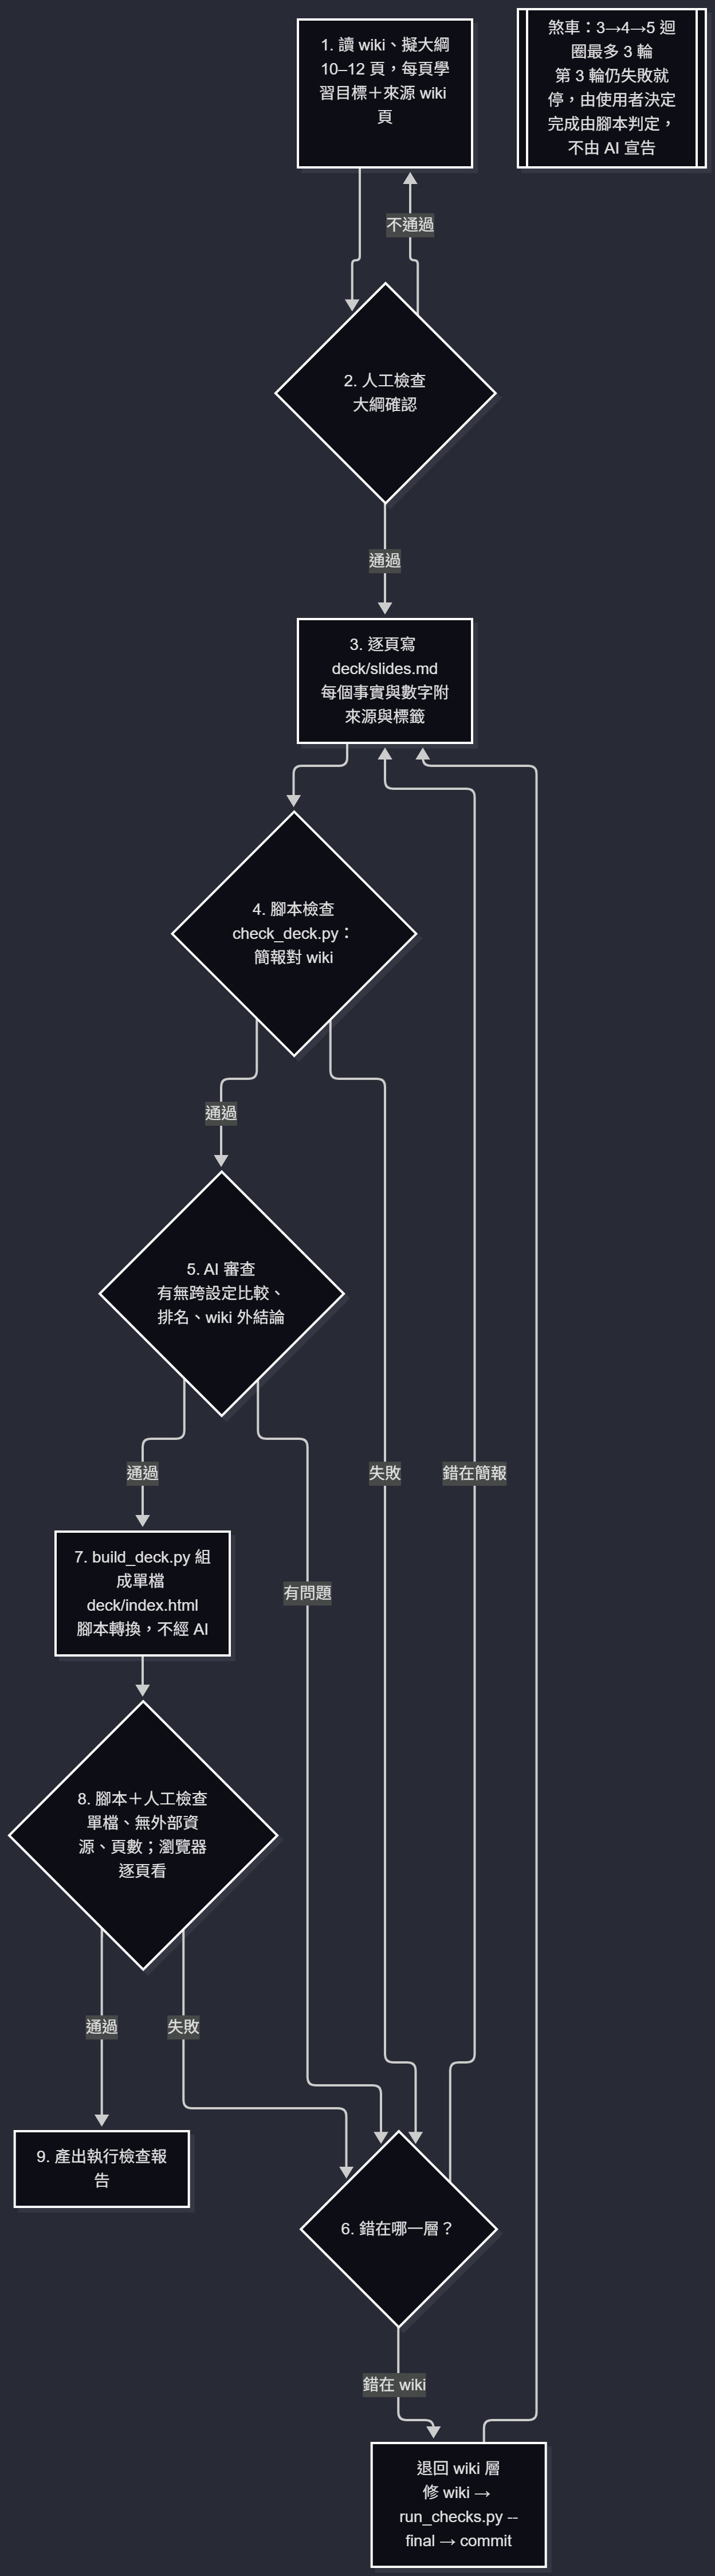 1. 讀 wiki、擬大綱
10–12 頁，每頁學
習目標＋來源 wiki
頁
煞車：3→4→5 迴
圈最多 3 輪
第 3 輪仍失敗就
停，由使用者決定
完成由腳本判定，
不由 AI 宣告
不通過
2. 人工檢查
大綱確認
通過
3. 逐頁寫
deck/slides.md
每個事實與數字附
來源與標籤
4. 腳本檢查
check_deck.py：
簡報對 wiki
通過
5. AI 審查
有無跨設定比較、
排名、wiki 外結論
通過
失敗
錯在簡報
7. build_deck.py 組
成單檔
deck/index.html
腳本轉換，不經 AI
有問題
8. 腳本＋人工檢查
單檔、無外部資
源、頁數；瀏覽器
逐頁看
通過
失敗
9. 產出執行檢查報
告
6. 錯在哪一層？
錯在 wiki
退回 wiki 層
修 wiki →
run_checks.py --
final → commit